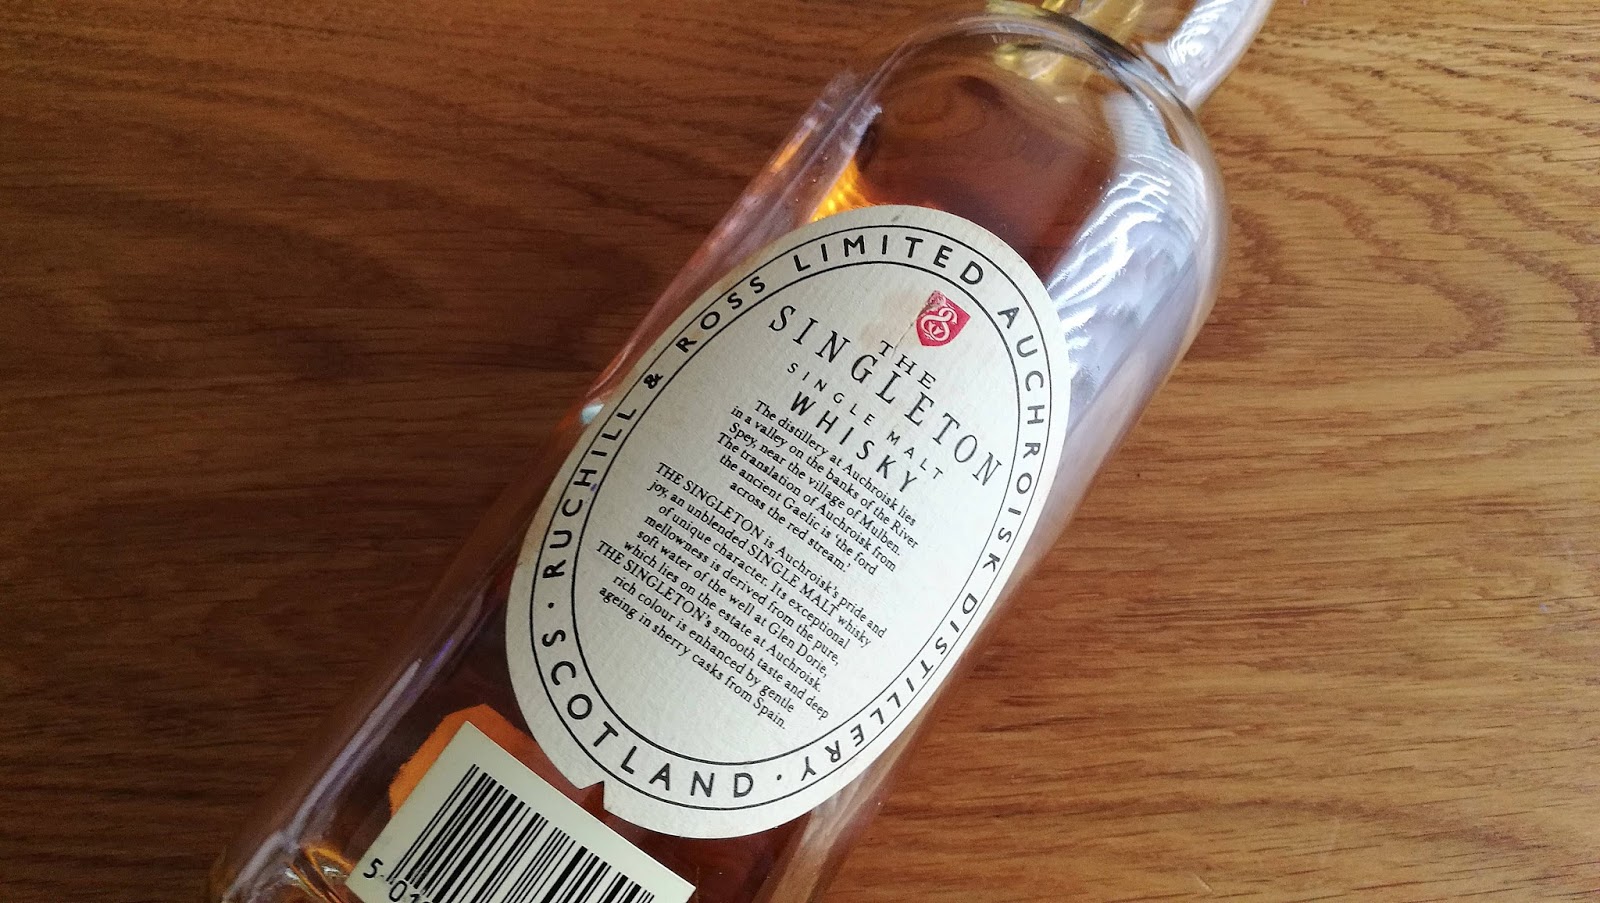 RUCHILL & ROSS LIMITED AUCHROISK DISTILLERY · SCOTLAND ·
THE
SINGLETON
SINGLE MALT
WHISKY
The distillery at Auchroisk lies
in a valley on the banks of the River
Spey, near the village of Mulben.
The translation of Auchroisk from
the ancient Gaelic is 'the ford
across the red stream.'
THE SINGLETON is Auchroisk's pride and
joy, an unblended SINGLE MALT whisky
of unique character. Its exceptional
mellowness is derived from the pure,
soft water of the well at Glen Dorie,
which lies on the estate at Auchroisk.
THE SINGLETON's smooth taste and deep
rich colour is enhanced by gentle
ageing in sherry casks from Spain.
5 01